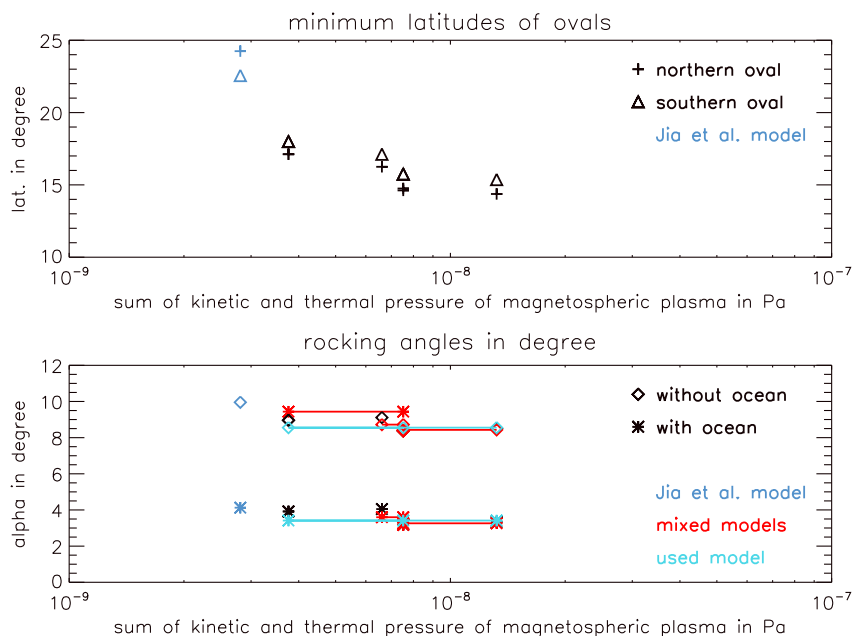 minimum latitudes of ovals
25
20
15
10
lat. in degree
northern oval
southern oval
Jia et al. model
10⁻⁹
10⁻⁸
10⁻⁷
sum of kinetic and thermal pressure of magnetospheric plasma in Pa
rocking angles in degree
12
10
8
6
4
2
0
alpha in degree
without ocean
with ocean
Jia et al. model
mixed models
used model
10⁻⁹
10⁻⁸
10⁻⁷
sum of kinetic and thermal pressure of magnetospheric plasma in Pa